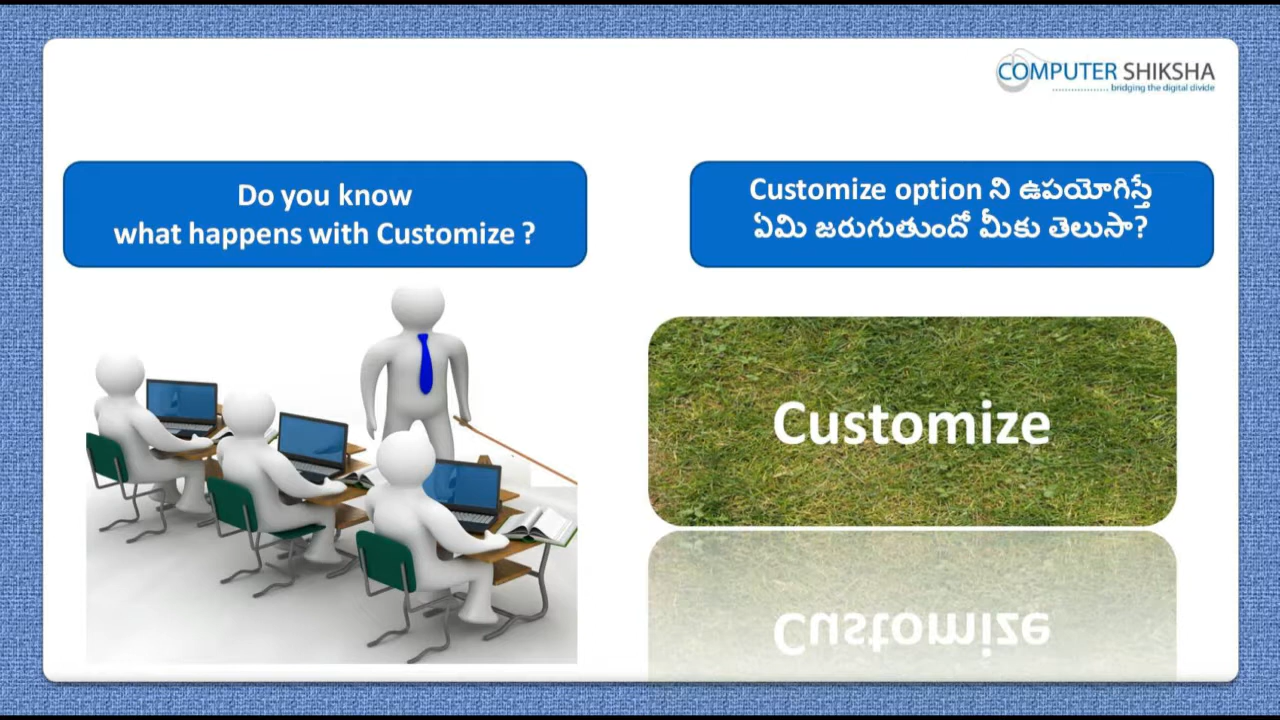 COMPUTER SHIKSHA
bridging the digital divide
Do you know
what happens with Customize ?
Customize option ని ఉపయోగిస్తే
ఏమి జరుగుతుందో మీకు తెలుసా?
Customize
Customize